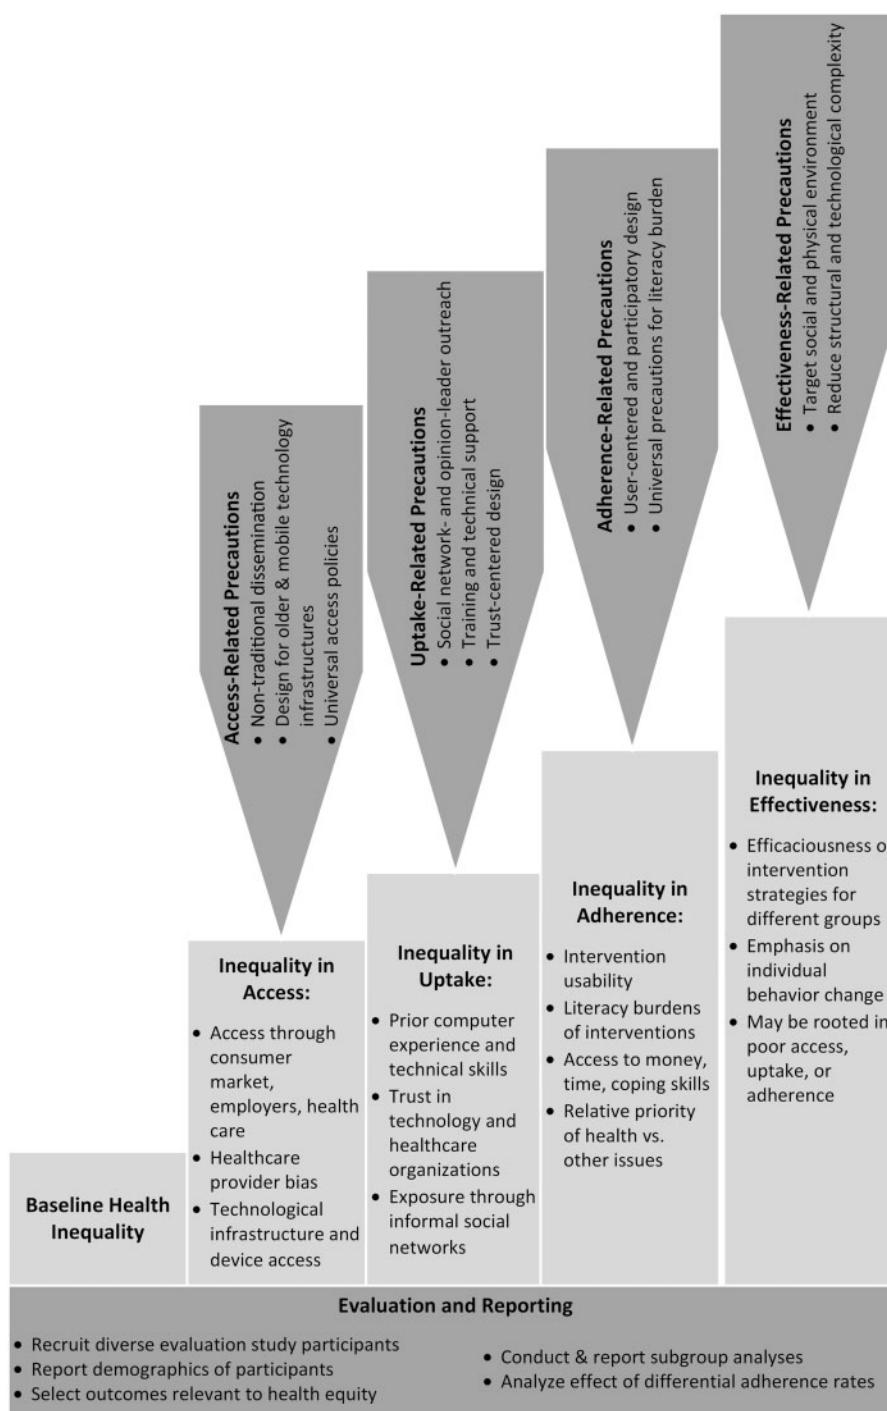 Access-Related Precautions
• Non-traditional dissemination
• Design for older & mobile technology
infrastructures
• Universal access policies
Uptake-Related Precautions
• Social network- and opinion-leader outreach
• Training and technical support
• Trust-centered design
Adherence-Related Precautions
• User-centered and participatory design
• Universal precautions for literacy burden
Effectiveness-Related Precautions
• Target social and physical environment
• Reduce structural and technological complexity
Baseline Health
Inequality
Inequality in
Access:
• Access through
consumer
market,
employers, health
care
• Healthcare
provider bias
• Technological
infrastructure and
device access
Inequality in
Uptake:
• Prior computer
experience and
technical skills
• Trust in
technology and
healthcare
organizations
• Exposure through
informal social
networks
Inequality in
Adherence:
• Intervention
usability
• Literacy burdens
of interventions
• Access to money,
time, coping skills
• Relative priority
of health vs.
other issues
Inequality in
Effectiveness:
• Efficaciousness o
intervention
strategies for
different groups
• Emphasis on
individual
behavior change
• May be rooted in
poor access,
uptake, or
adherence
Evaluation and Reporting
• Recruit diverse evaluation study participants
• Report demographics of participants
• Select outcomes relevant to health equity
• Conduct & report subgroup analyses
• Analyze effect of differential adherence rates